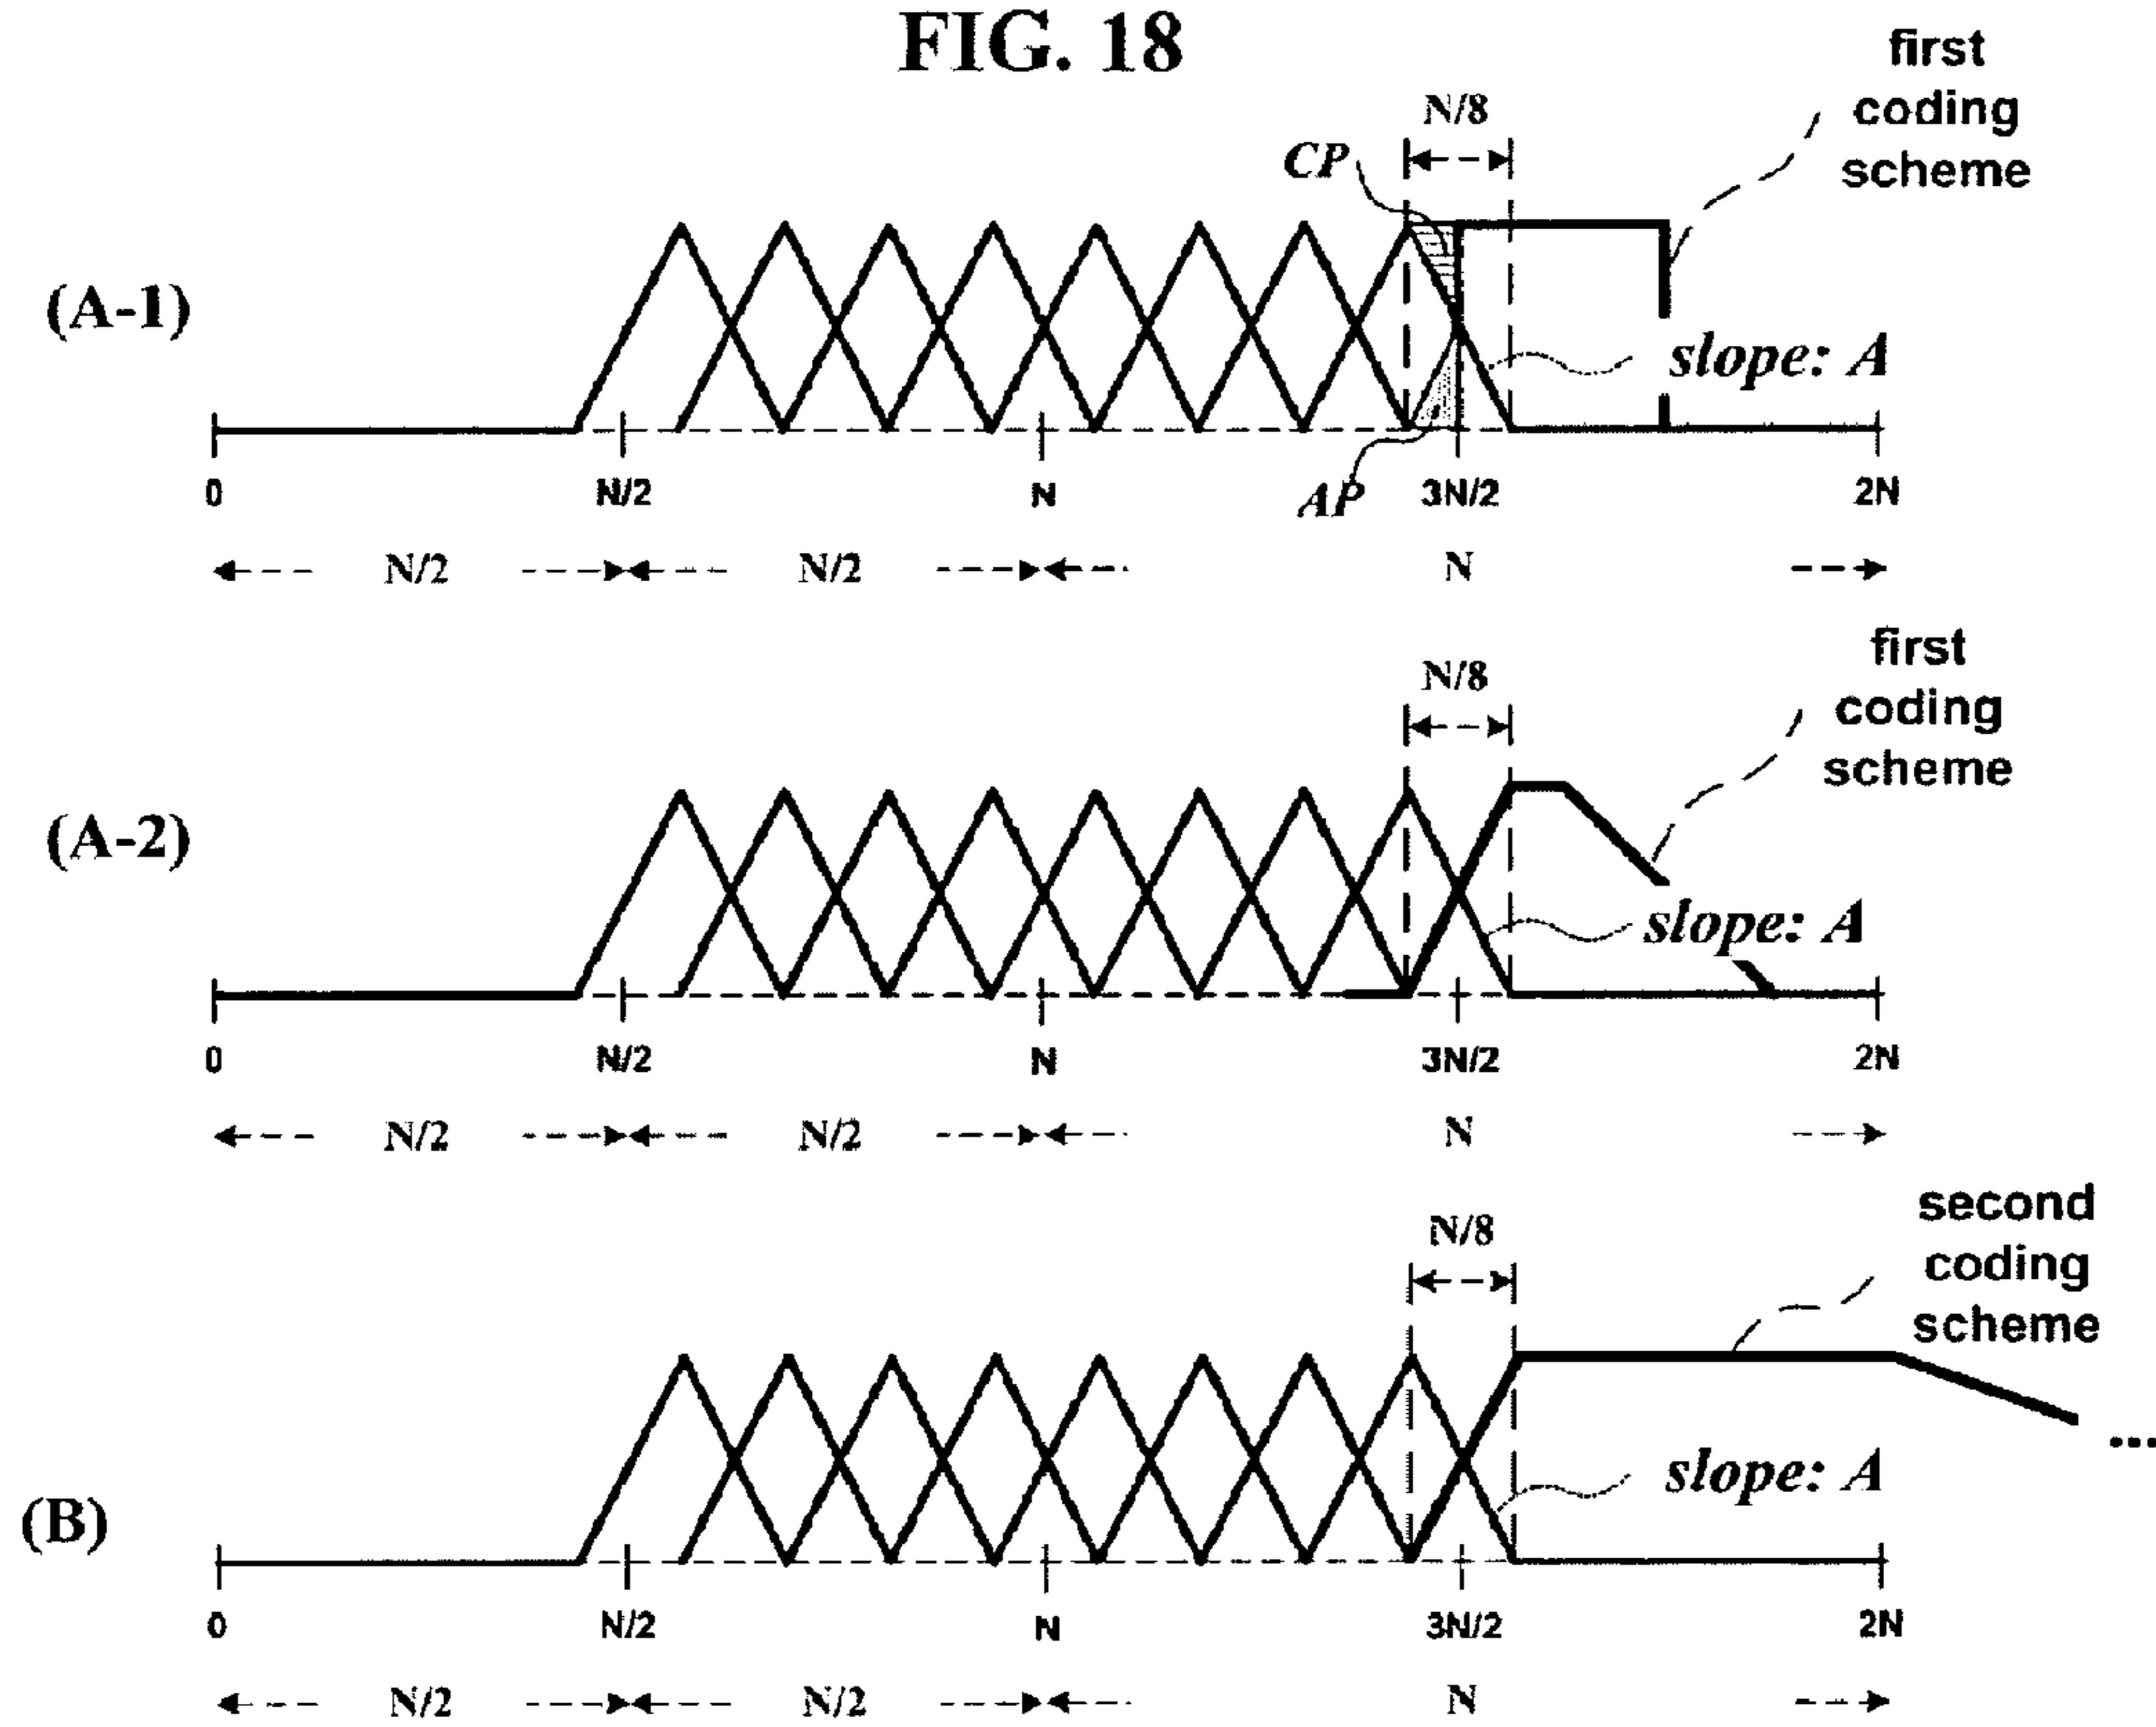 FIG. 18
first
coding
scheme
N/8
CP
(A-1)
slope: A
AP
0 N/2 N 3N/2 2N
N/2 N/2 N
first
coding
scheme
N/8
(A-2)
slope: A
0 N/2 N 3N/2 2N
N/2 N/2 N
second
coding
scheme
N/8
...
slope: A
(B)
0 N/2 N 3N/2 2N
N/2 N/2 N